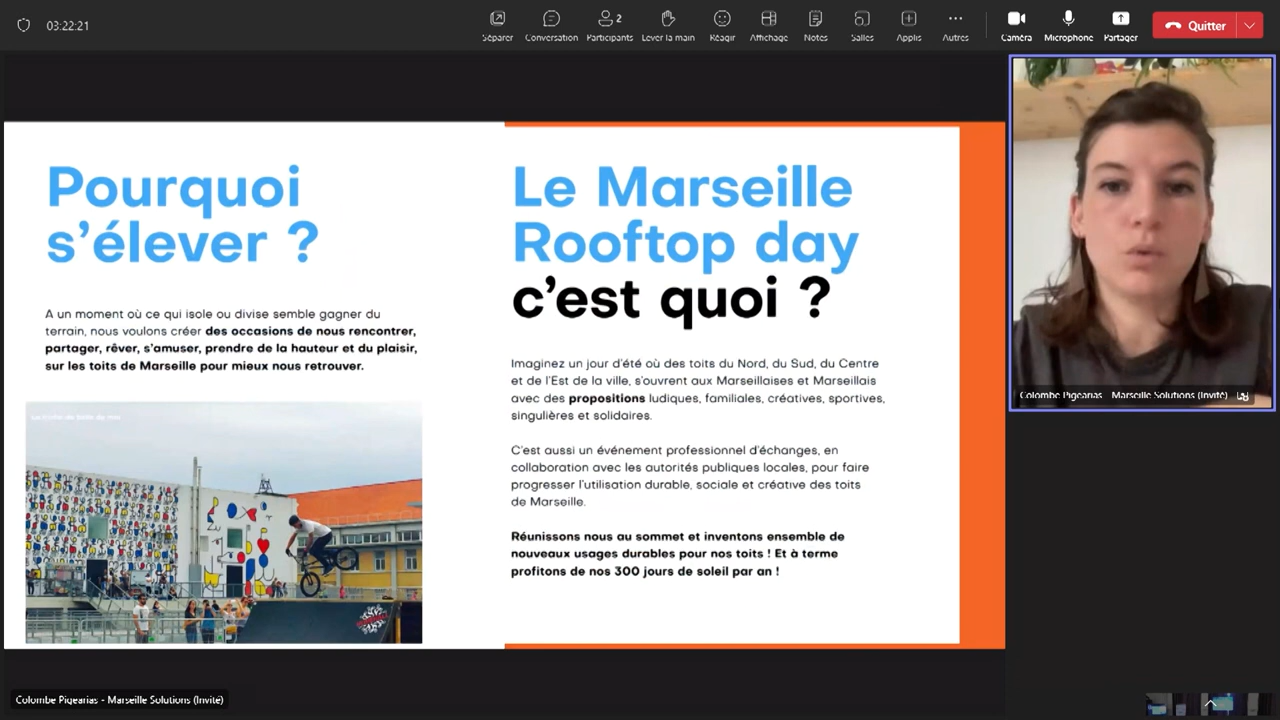 03:22:21
Séparer
Conversation
2
Participants
Lever la main
Réagir
Affichage
Notes
Salles
Applis
Autres
Caméra
Microphone
Partager
Quitter
Pourquoi
s’élever ?
A un moment où ce qui isole ou divise semble gagner du
terrain, nous voulons créer des occasions de nous rencontrer,
partager, rêver, s’amuser, prendre de la hauteur et du plaisir,
sur les toits de Marseille pour mieux nous retrouver.
Le Marseille
Rooftop day
c’est quoi ?
Imaginez un jour d’été où des toits du Nord, du Sud, du Centre
et de l’Est de la ville, s’ouvrent aux Marseillaises et Marseillais
avec des propositions ludiques, familiales, créatives, sportives,
singulières et solidaires.
C’est aussi un événement professionnel d’échanges, en
collaboration avec les autorités publiques locales, pour faire
progresser l’utilisation durable, sociale et créative des toits
de Marseille.
Réunissons nous au sommet et inventons ensemble de
nouveaux usages durables pour nos toits ! Et à terme
profitons de nos 300 jours de soleil par an !
Colombe Pigearias - Marseille Solutions (Invité)
Colombe Pigearias - Marseille Solutions (Invité)